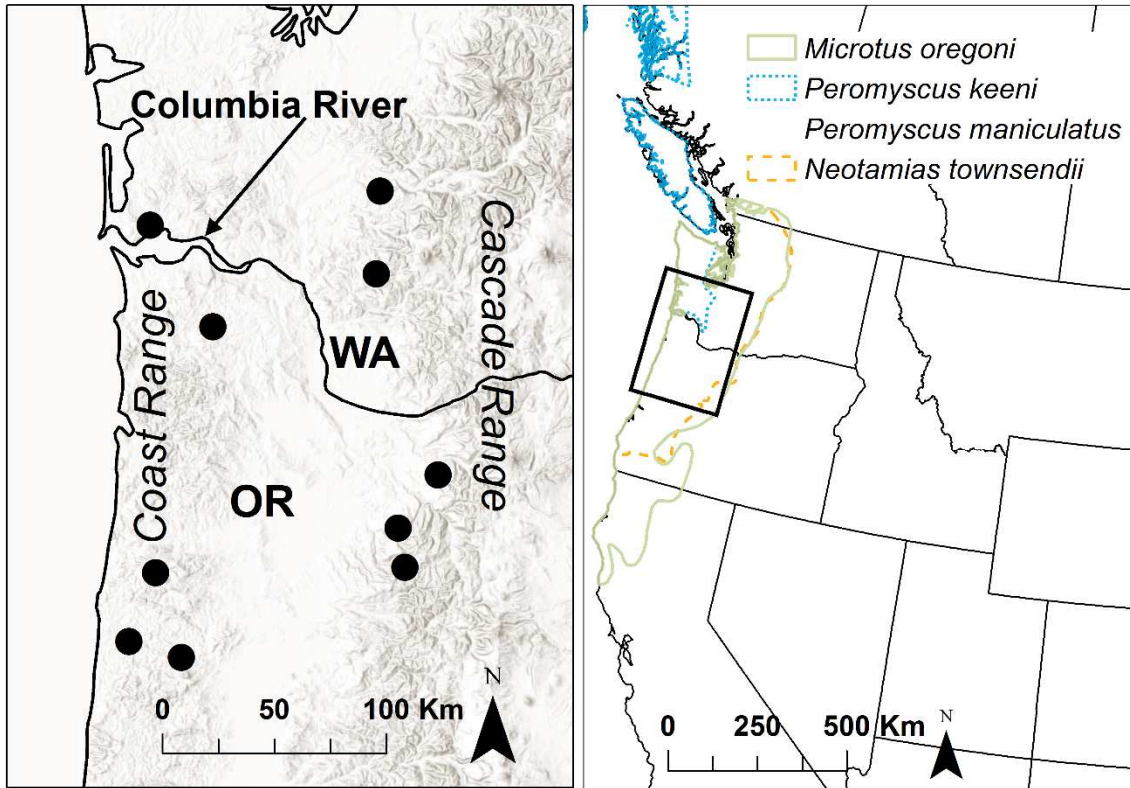 Columbia River
Coast Range
Cascade Range
WA
OR
N
0 50 100 Km
Microtus oregoni
Peromyscus keeni
Peromyscus maniculatus
Neotamias townsendii
N
0 250 500 Km